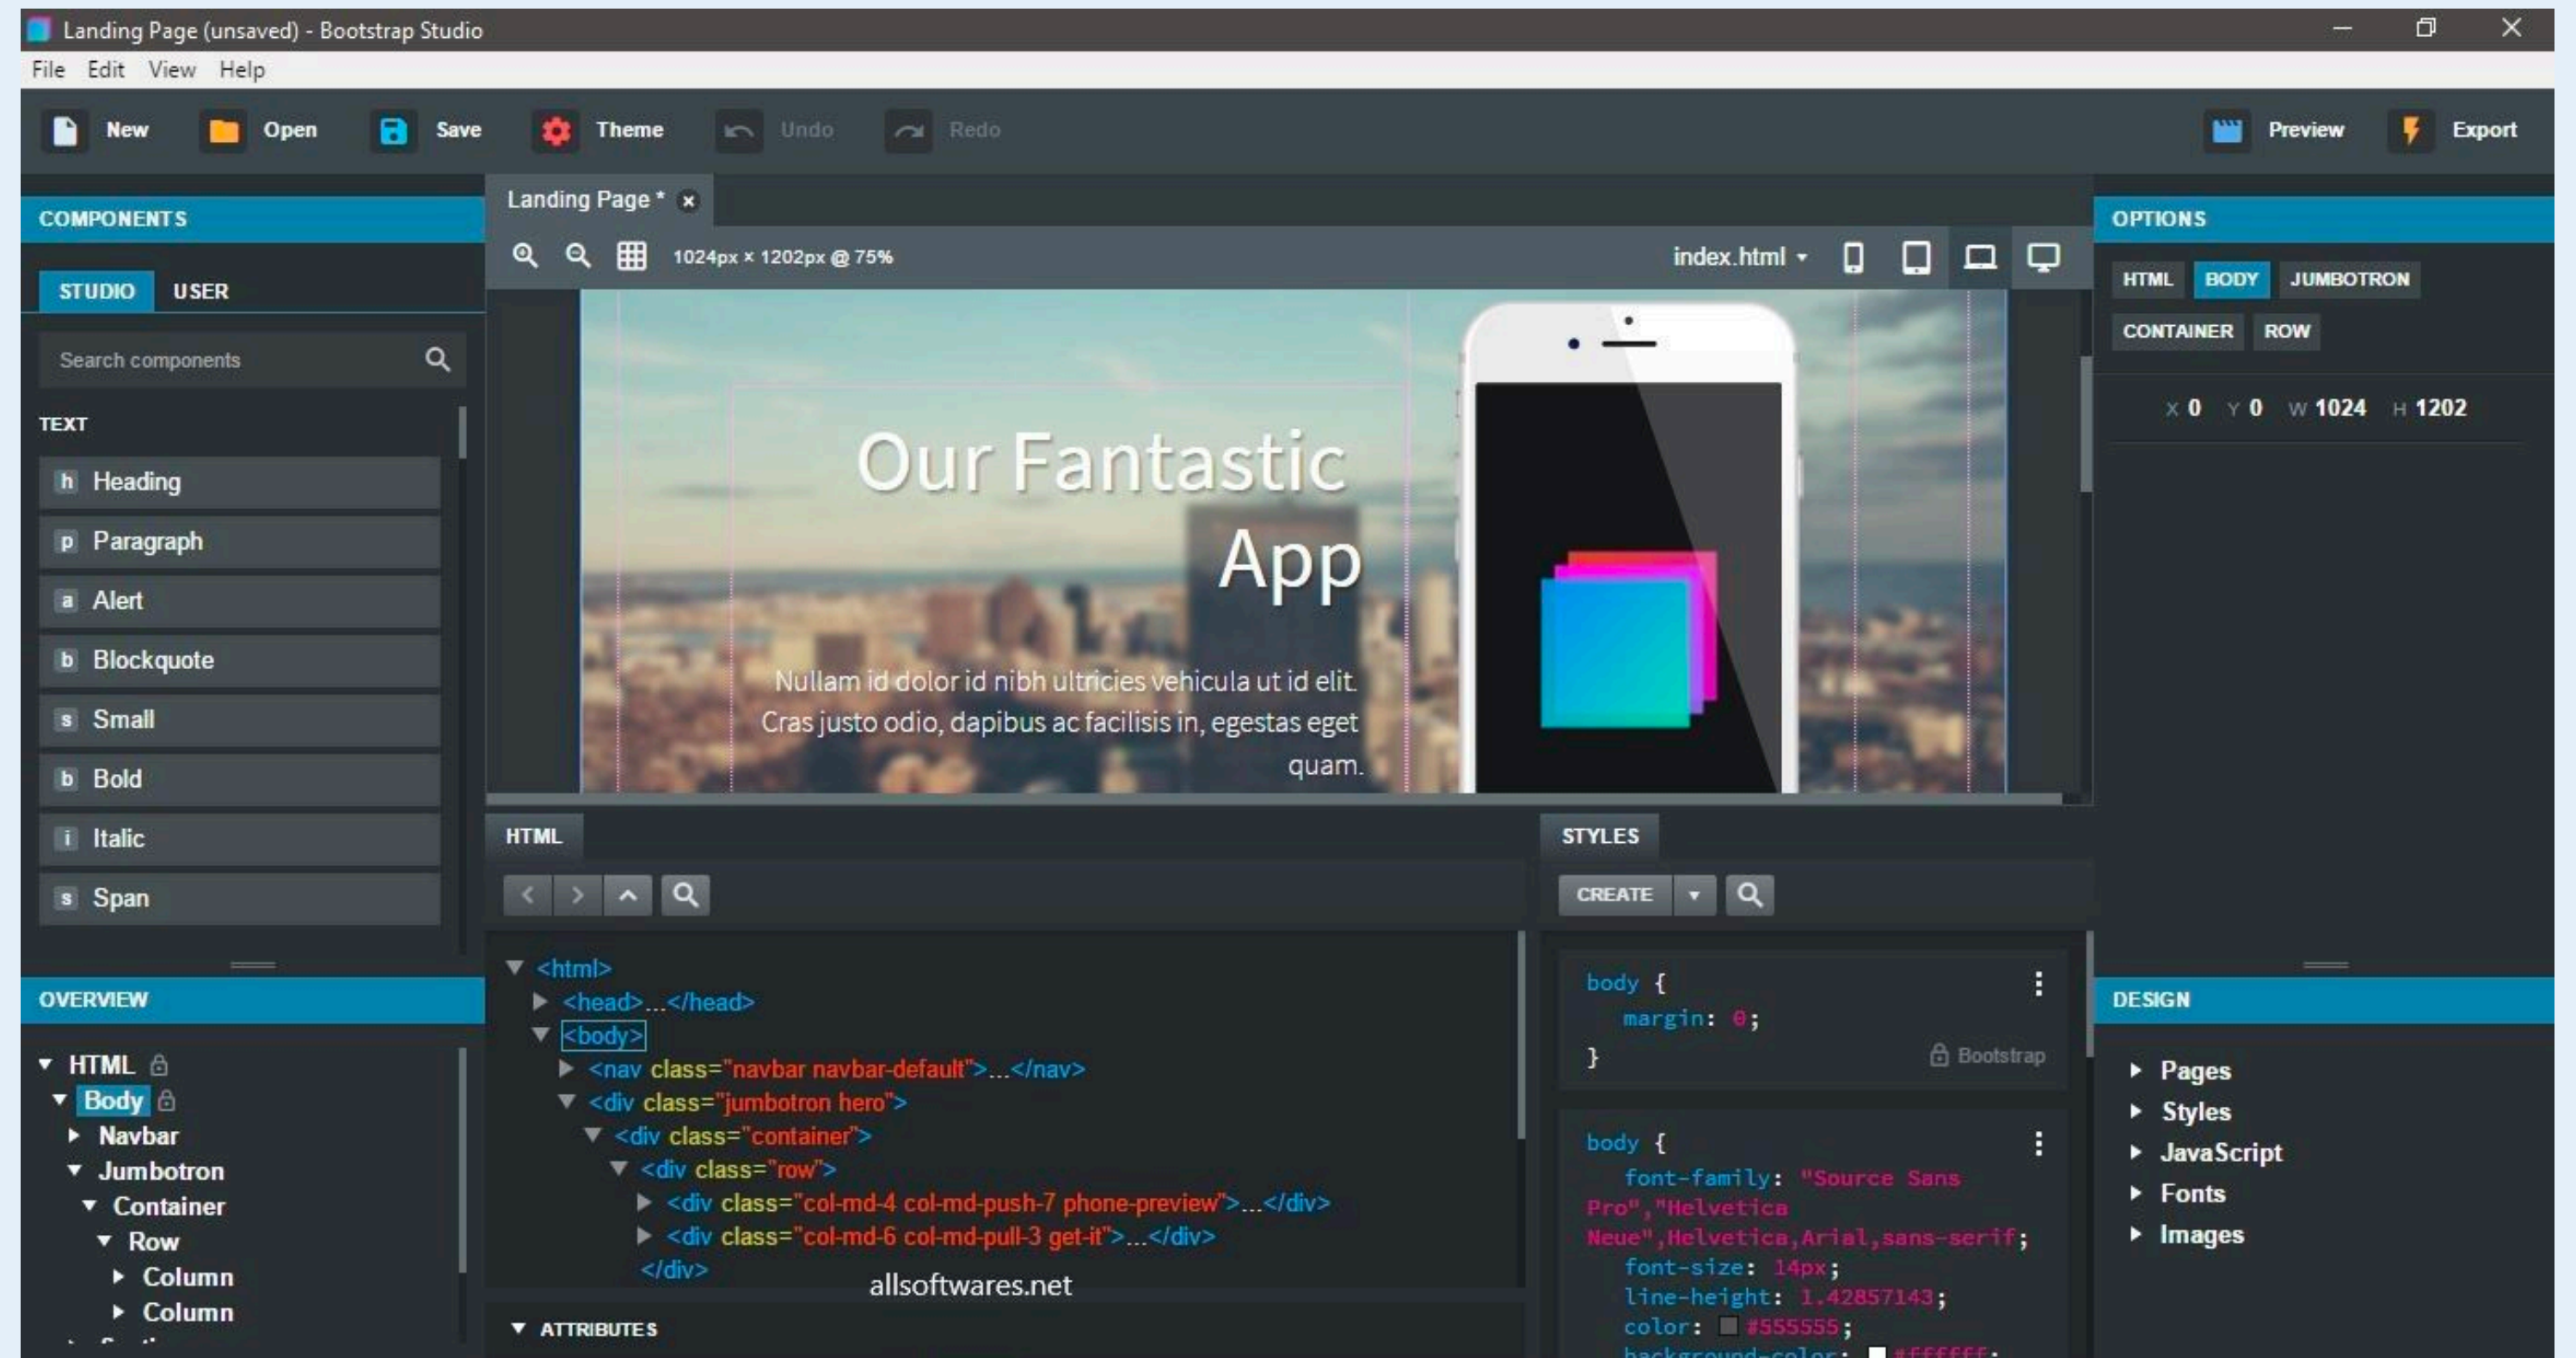 Landing Page (unsaved) - Bootstrap Studio
File Edit View Help
New Open Save Theme Undo Redo Preview Export
COMPONENTS
STUDIO USER
Search components
TEXT
h Heading
p Paragraph
a Alert
b Blockquote
s Small
b Bold
i Italic
s Span
OVERVIEW
HTML
Body
Navbar
Jumbotron
Container
Row
Column
Column
Landing Page *
1024px × 1202px @ 75%
index.html
Our Fantastic
App
Nullam id dolor id nibh ultricies vehicula ut id elit.
Cras justo odio, dapibus ac facilisis in, egestas eget
quam.
HTML
<html>
<head>...</head>
<body>
<nav class="navbar navbar-default">...</nav>
<div class="jumbotron hero">
<div class="container">
<div class="row">
<div class="col-md-4 col-md-push-7 phone-preview">...</div>
<div class="col-md-6 col-md-pull-3 get-it">...</div>
</div>
allsoftwares.net
ATTRIBUTES
STYLES
CREATE
body {
margin: 0;
}
Bootstrap
body {
font-family: "Source Sans
Pro","Helvetica
Neue",Helvetica,Arial,sans-serif;
font-size: 14px;
line-height: 1.42857143;
color: #555555;
background-color: #ffffff;
OPTIONS
HTML BODY JUMBOTRON
CONTAINER ROW
X 0 Y 0 W 1024 H 1202
DESIGN
Pages
Styles
JavaScript
Fonts
Images